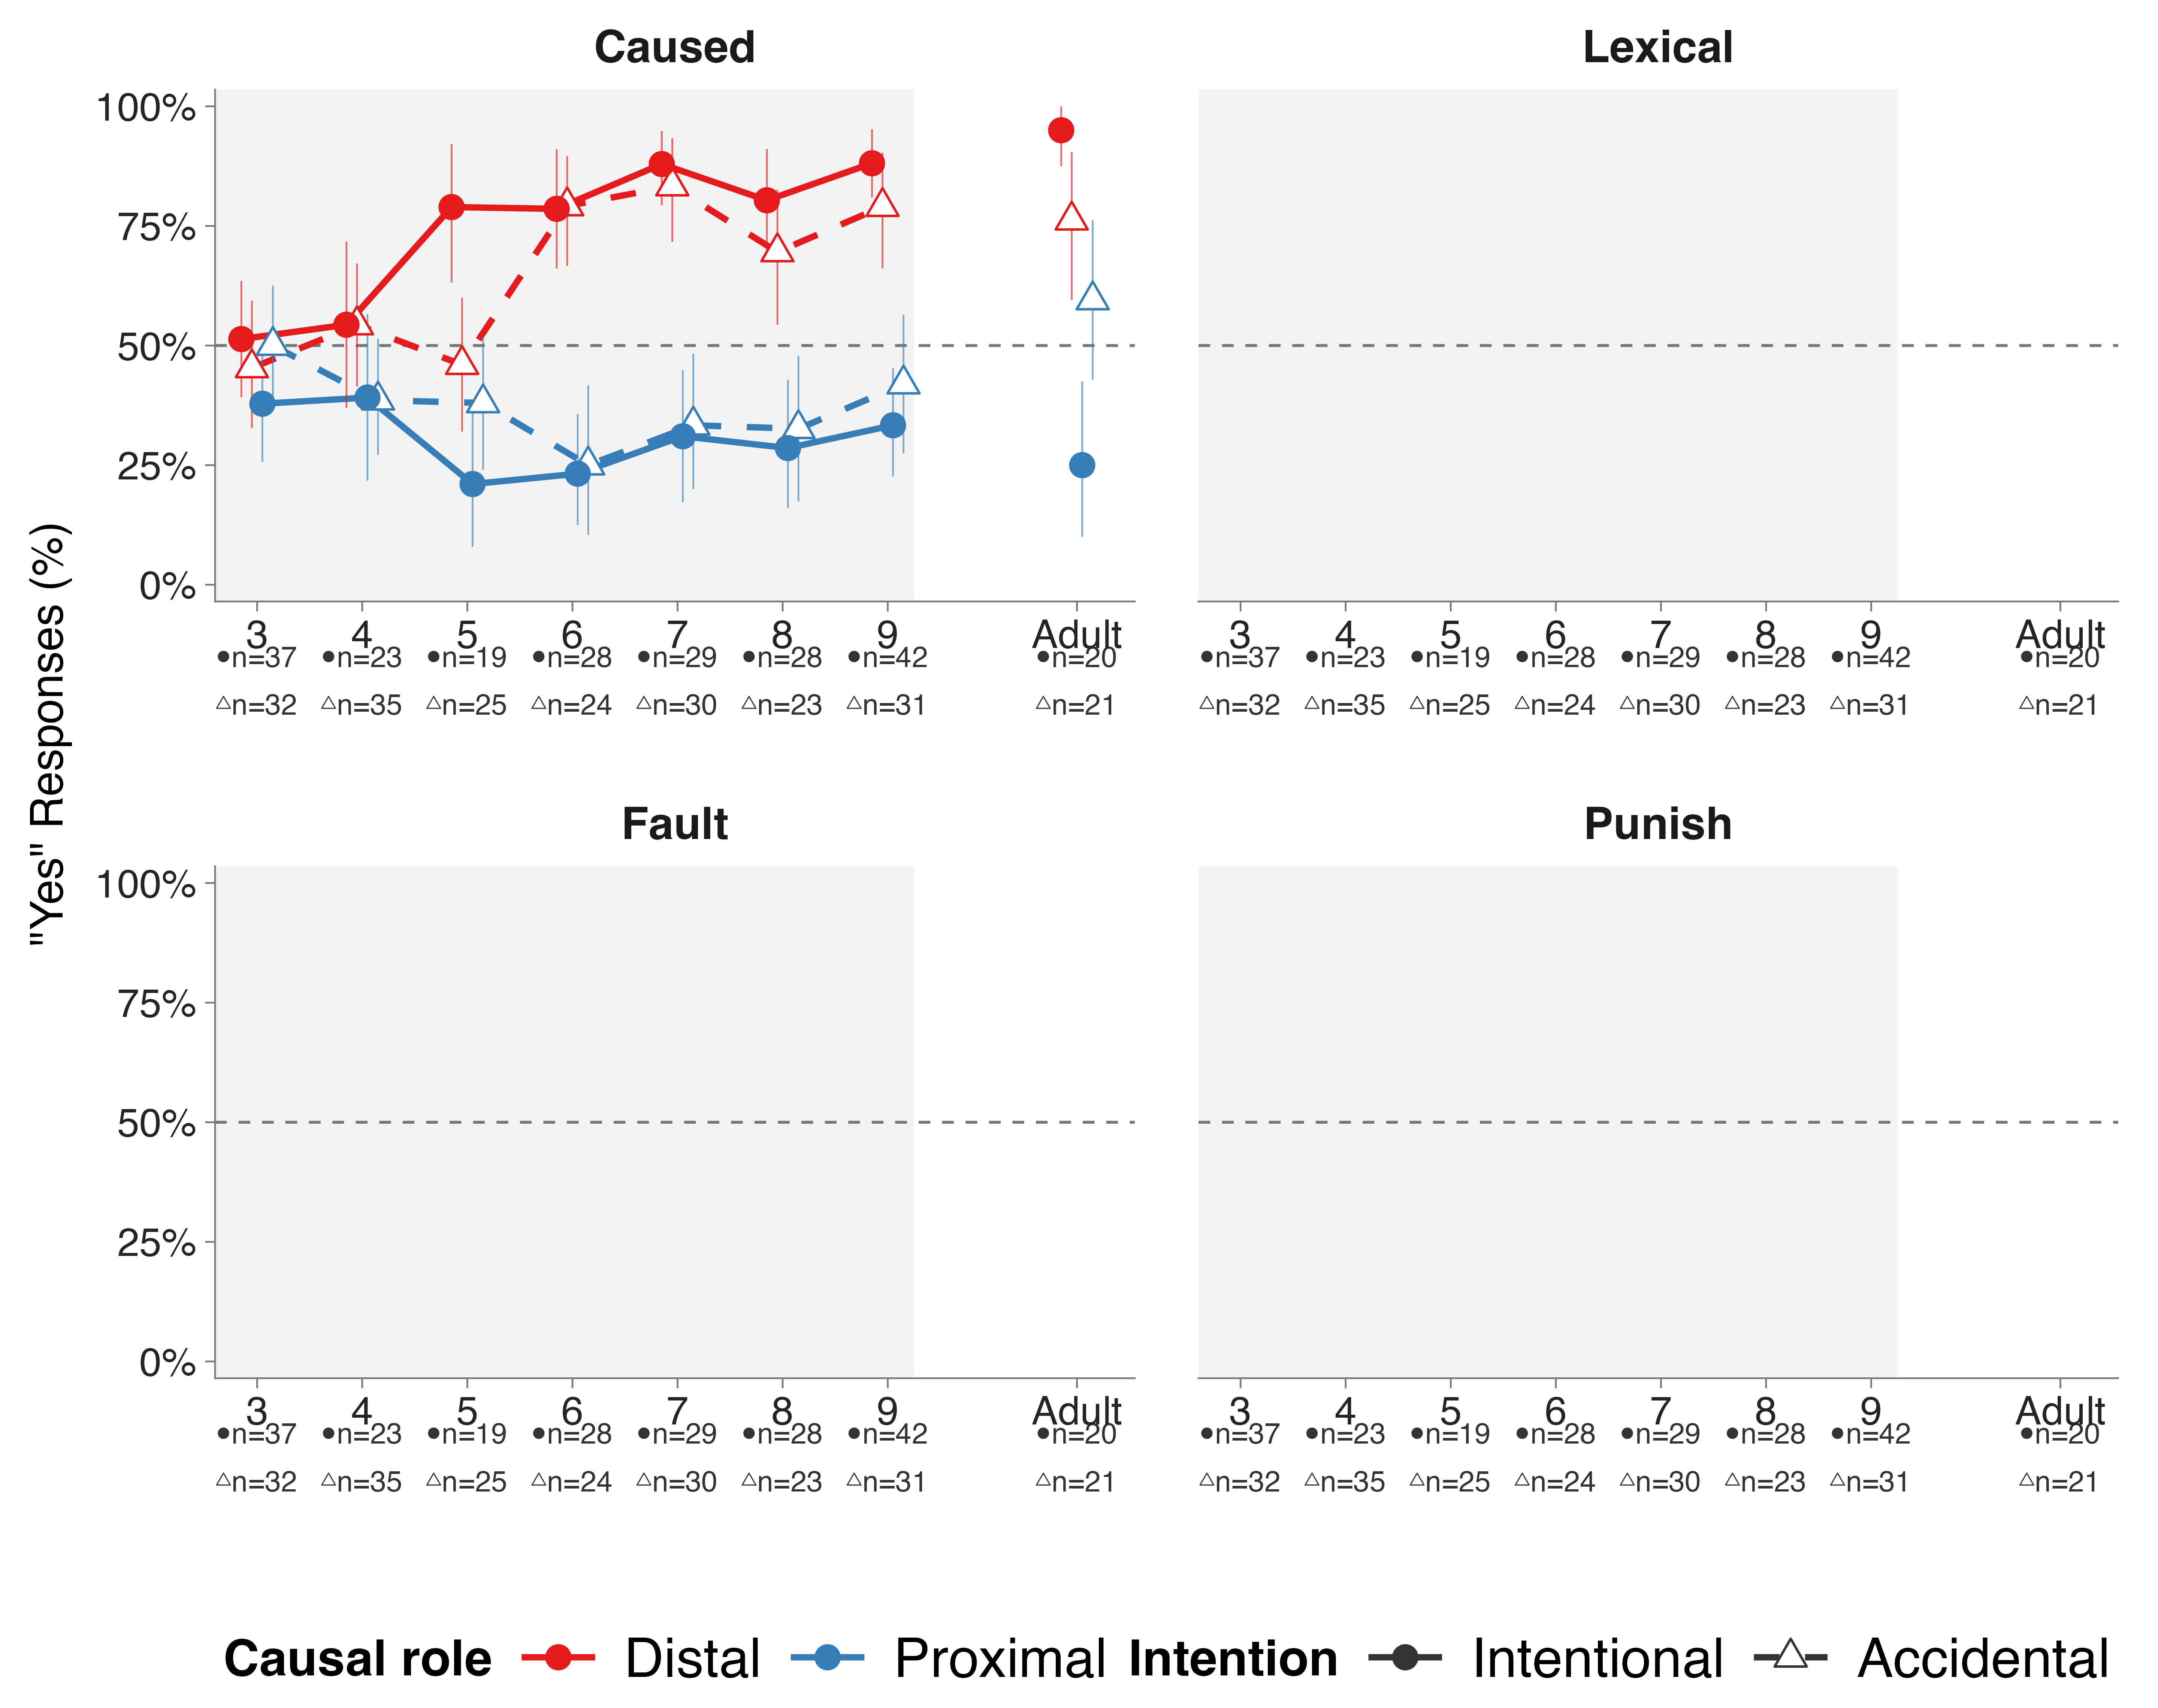 Caused
Lexical
"Yes" Responses (%)
100%
75%
50%
25%
0%
3 4 5 6 7 8 9 Adult
●n=37 ●n=23 ●n=19 ●n=28 ●n=29 ●n=28 ●n=42 ●n=20
△n=32 △n=35 △n=25 △n=24 △n=30 △n=23 △n=31 △n=21
3 4 5 6 7 8 9 Adult
●n=37 ●n=23 ●n=19 ●n=28 ●n=29 ●n=28 ●n=42 ●n=20
△n=32 △n=35 △n=25 △n=24 △n=30 △n=23 △n=31 △n=21
Fault
Punish
100%
75%
50%
25%
0%
3 4 5 6 7 8 9 Adult
●n=37 ●n=23 ●n=19 ●n=28 ●n=29 ●n=28 ●n=42 ●n=20
△n=32 △n=35 △n=25 △n=24 △n=30 △n=23 △n=31 △n=21
3 4 5 6 7 8 9 Adult
●n=37 ●n=23 ●n=19 ●n=28 ●n=29 ●n=28 ●n=42 ●n=20
△n=32 △n=35 △n=25 △n=24 △n=30 △n=23 △n=31 △n=21
Causal role Distal Proximal Intention Intentional Accidental